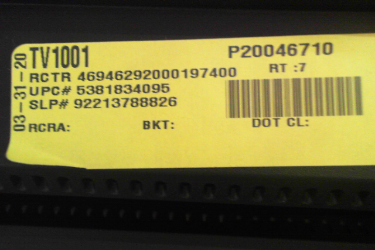 03-31-20
TV1001 P20046710
RCTR 46946292000197400 RT :7
UPC# 5381834095
SLP# 92213788826
RCRA: BKT: DOT CL: